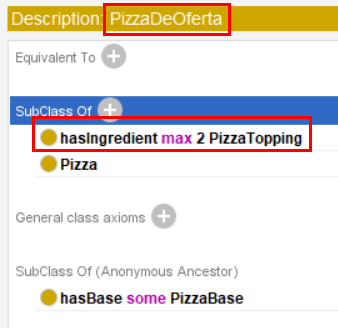 Description: PizzaDeOferta
Equivalent To
SubClass Of
hasIngredient max 2 PizzaTopping
Pizza
General class axioms
SubClass Of (Anonymous Ancestor)
hasBase some PizzaBase